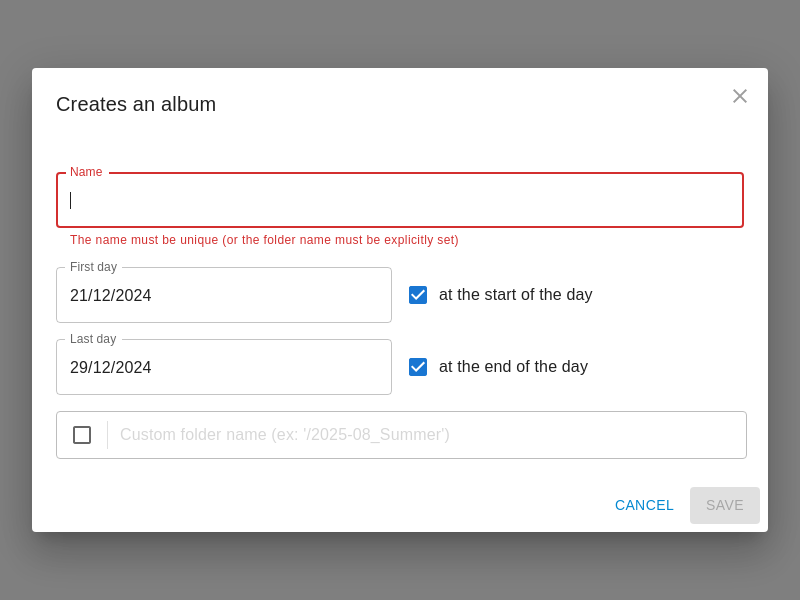 Creates an album
Name
The name must be unique (or the folder name must be explicitly set)
First day
21/12/2024
at the start of the day
Last day
29/12/2024
at the end of the day
Custom folder name (ex: '/2025-08_Summer')
CANCEL
SAVE